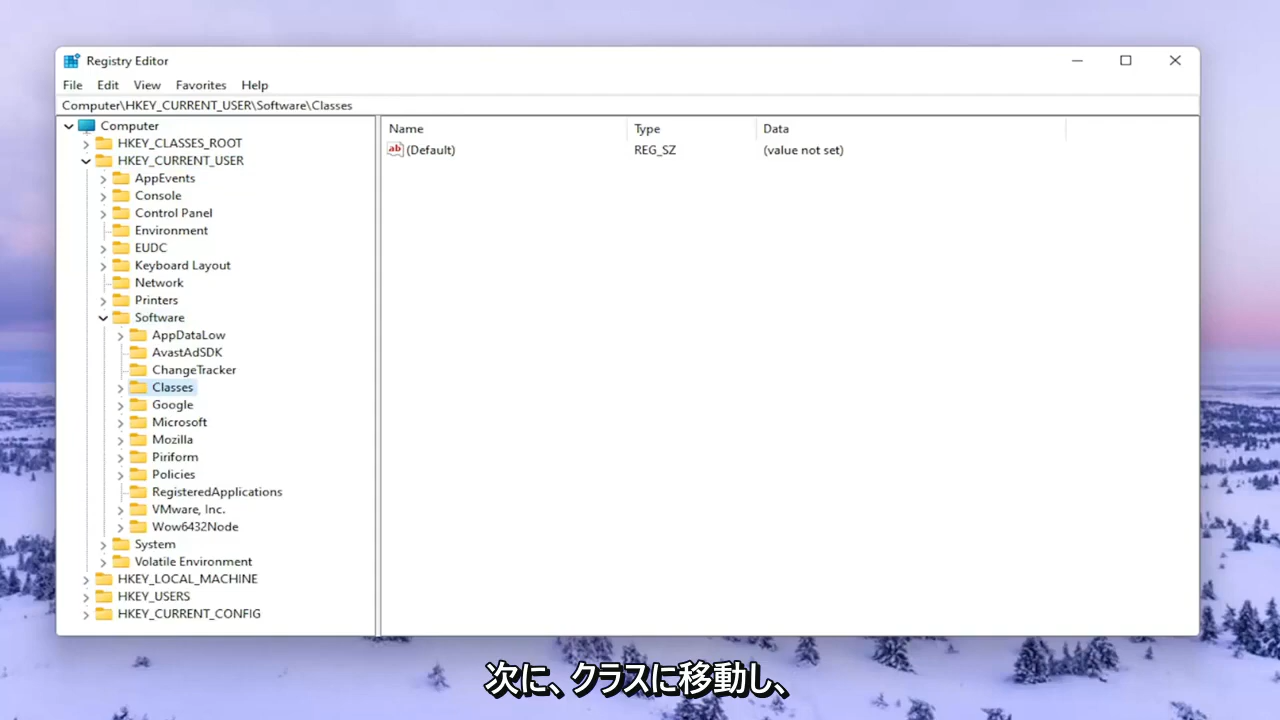 Registry Editor
File Edit View Favorites Help
Computer\HKEY_CURRENT_USER\Software\Classes
Computer
HKEY_CLASSES_ROOT
HKEY_CURRENT_USER
AppEvents
Console
Control Panel
Environment
EUDC
Keyboard Layout
Network
Printers
Software
AppDataLow
AvastAdSDK
ChangeTracker
Classes
Google
Microsoft
Mozilla
Piriform
Policies
RegisteredApplications
VMware, Inc.
Wow6432Node
System
Volatile Environment
HKEY_LOCAL_MACHINE
HKEY_USERS
HKEY_CURRENT_CONFIG
Name Type Data
ab (Default) REG_SZ (value not set)
次に、クラスに移動し、